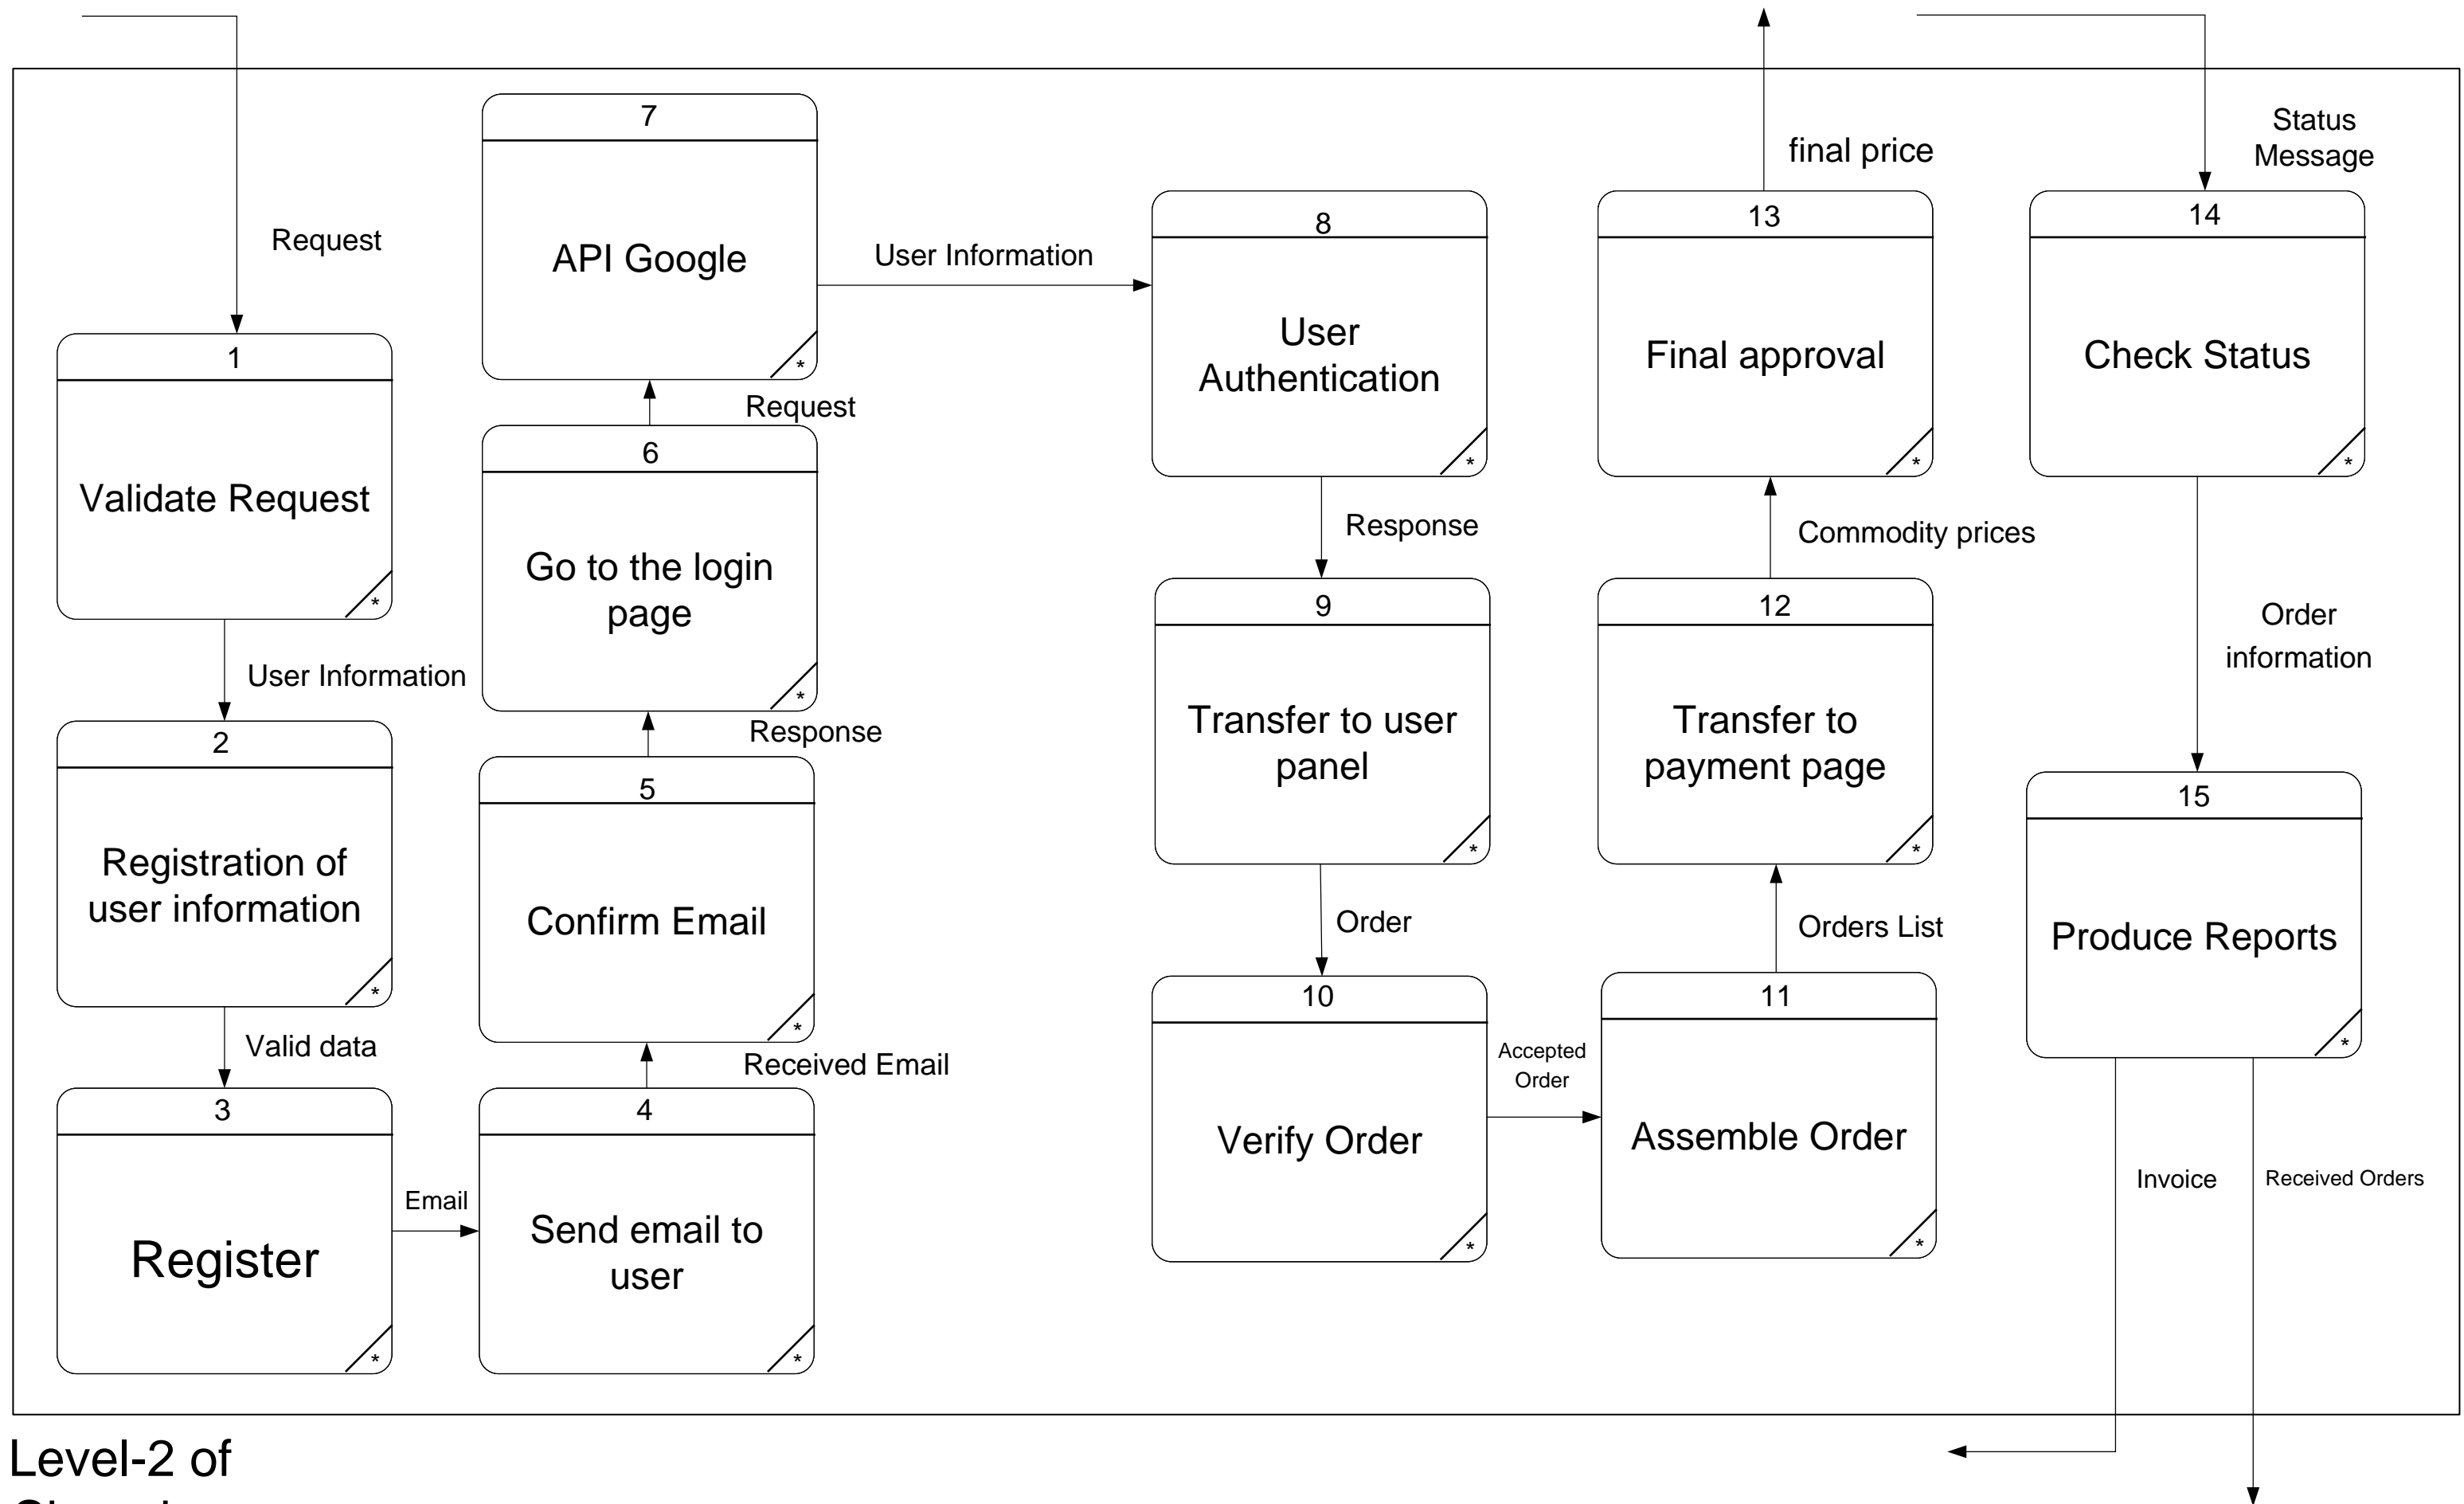 Request
1
Validate Request
*
User Information
2
Registration of
user information
*
Valid data
3
Register
*
Email
4
Send email to
user
*
Received Email
5
Confirm Email
*
Response
6
Go to the login
page
*
Request
7
API Google
*
User Information
8
User
Authentication
*
Response
9
Transfer to user
panel
*
Order
10
Verify Order
*
Accepted
Order
11
Assemble Order
*
Orders List
12
Transfer to
payment page
*
Commodity prices
13
Final approval
*
final price
Status
Message
14
Check Status
*
Order
information
15
Produce Reports
*
Invoice
Received Orders
Level-2 of